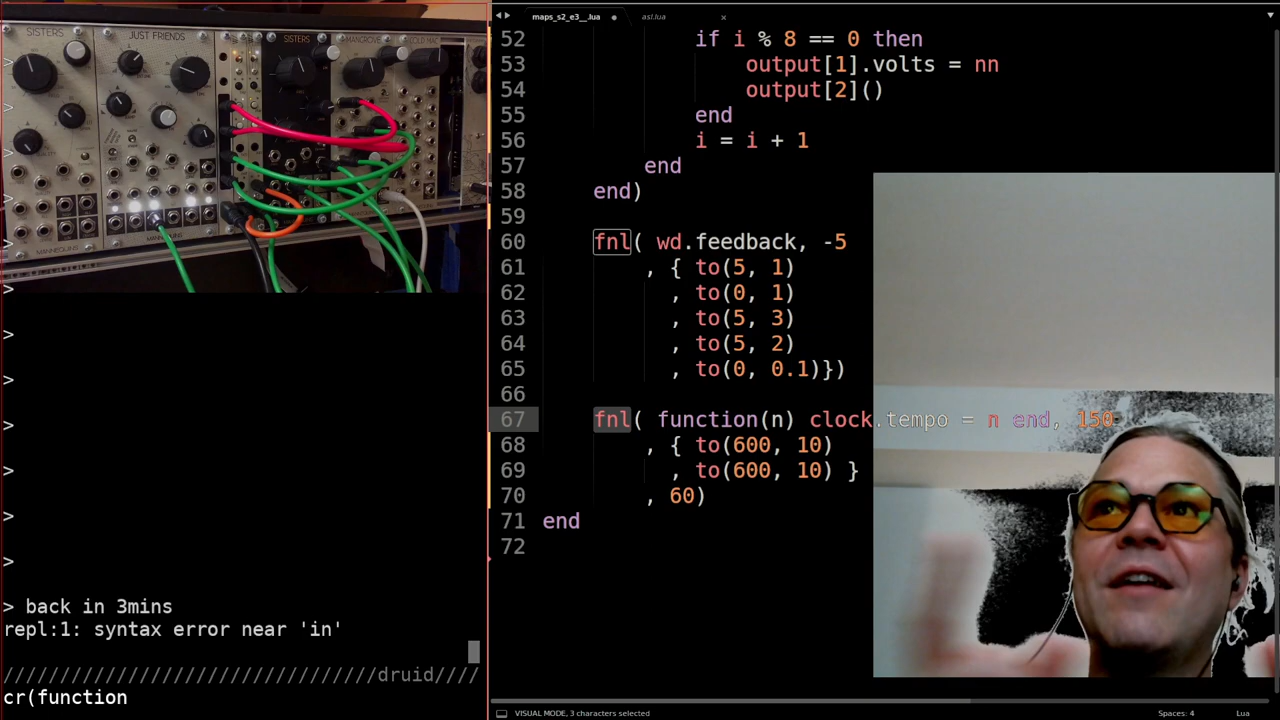 SISTERS
JUST FRIENDS
SISTERS
MANGROVE
COLD MAC
MANNEQUINS
>
>
>
>
>
>
>
>
>
>
>
>
> back in 3mins
repl:1: syntax error near 'in'
/////////////////////////////////druid////
cr(function
maps_s2_e3__.lua
asl.lua
52 if i % 8 == 0 then
53 output[1].volts = nn
54 output[2]()
55 end
56 i = i + 1
57 end
58 end)
59
60 fnl( wd.feedback, -5
61 , { to(5, 1)
62 , to(0, 1)
63 , to(5, 3)
64 , to(5, 2)
65 , to(0, 0.1)})
66
67 fnl( function(n) clock.tempo = n end, 150
68 , { to(600, 10)
69 , to(600, 10) }
70 , 60)
71 end
72
VISUAL MODE, 3 characters selected
Spaces: 4
Lua